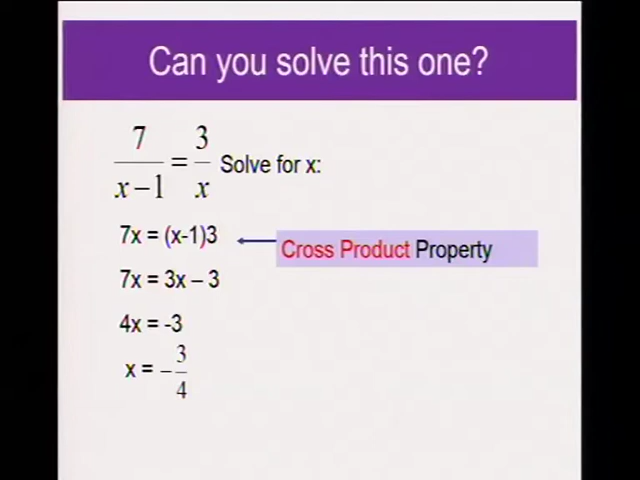 Can you solve this one?
7/(x−1) = 3/x Solve for x:
7x = (x-1)3
Cross Product Property
7x = 3x – 3
4x = -3
x = −3/4